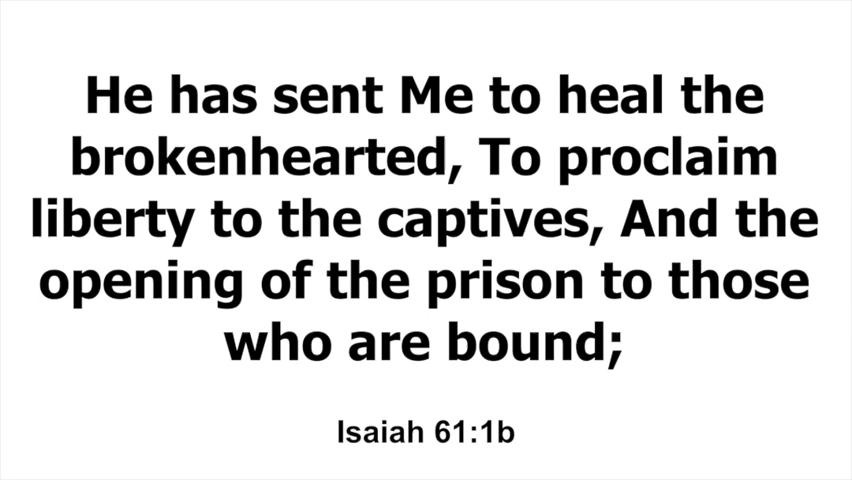 He has sent Me to heal the
brokenhearted, To proclaim
liberty to the captives, And the
opening of the prison to those
who are bound;
Isaiah 61:1b